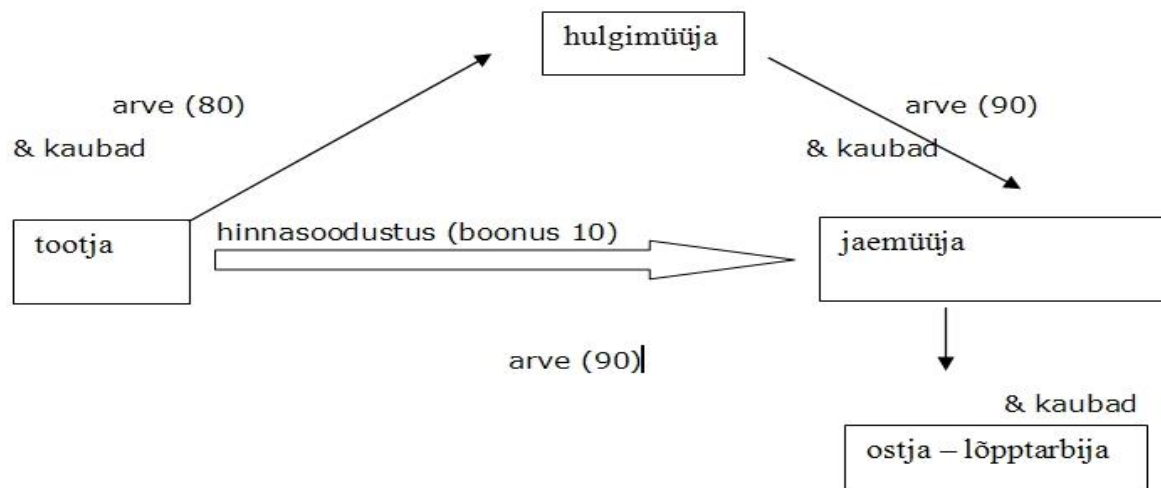 hulgimüüja
arve (80)
arve (90)
& kaubad
& kaubad
tootja
hinnasoodustus (boonus 10)
jaemüüja
arve (90)
& kaubad
ostja – lõpptarbija